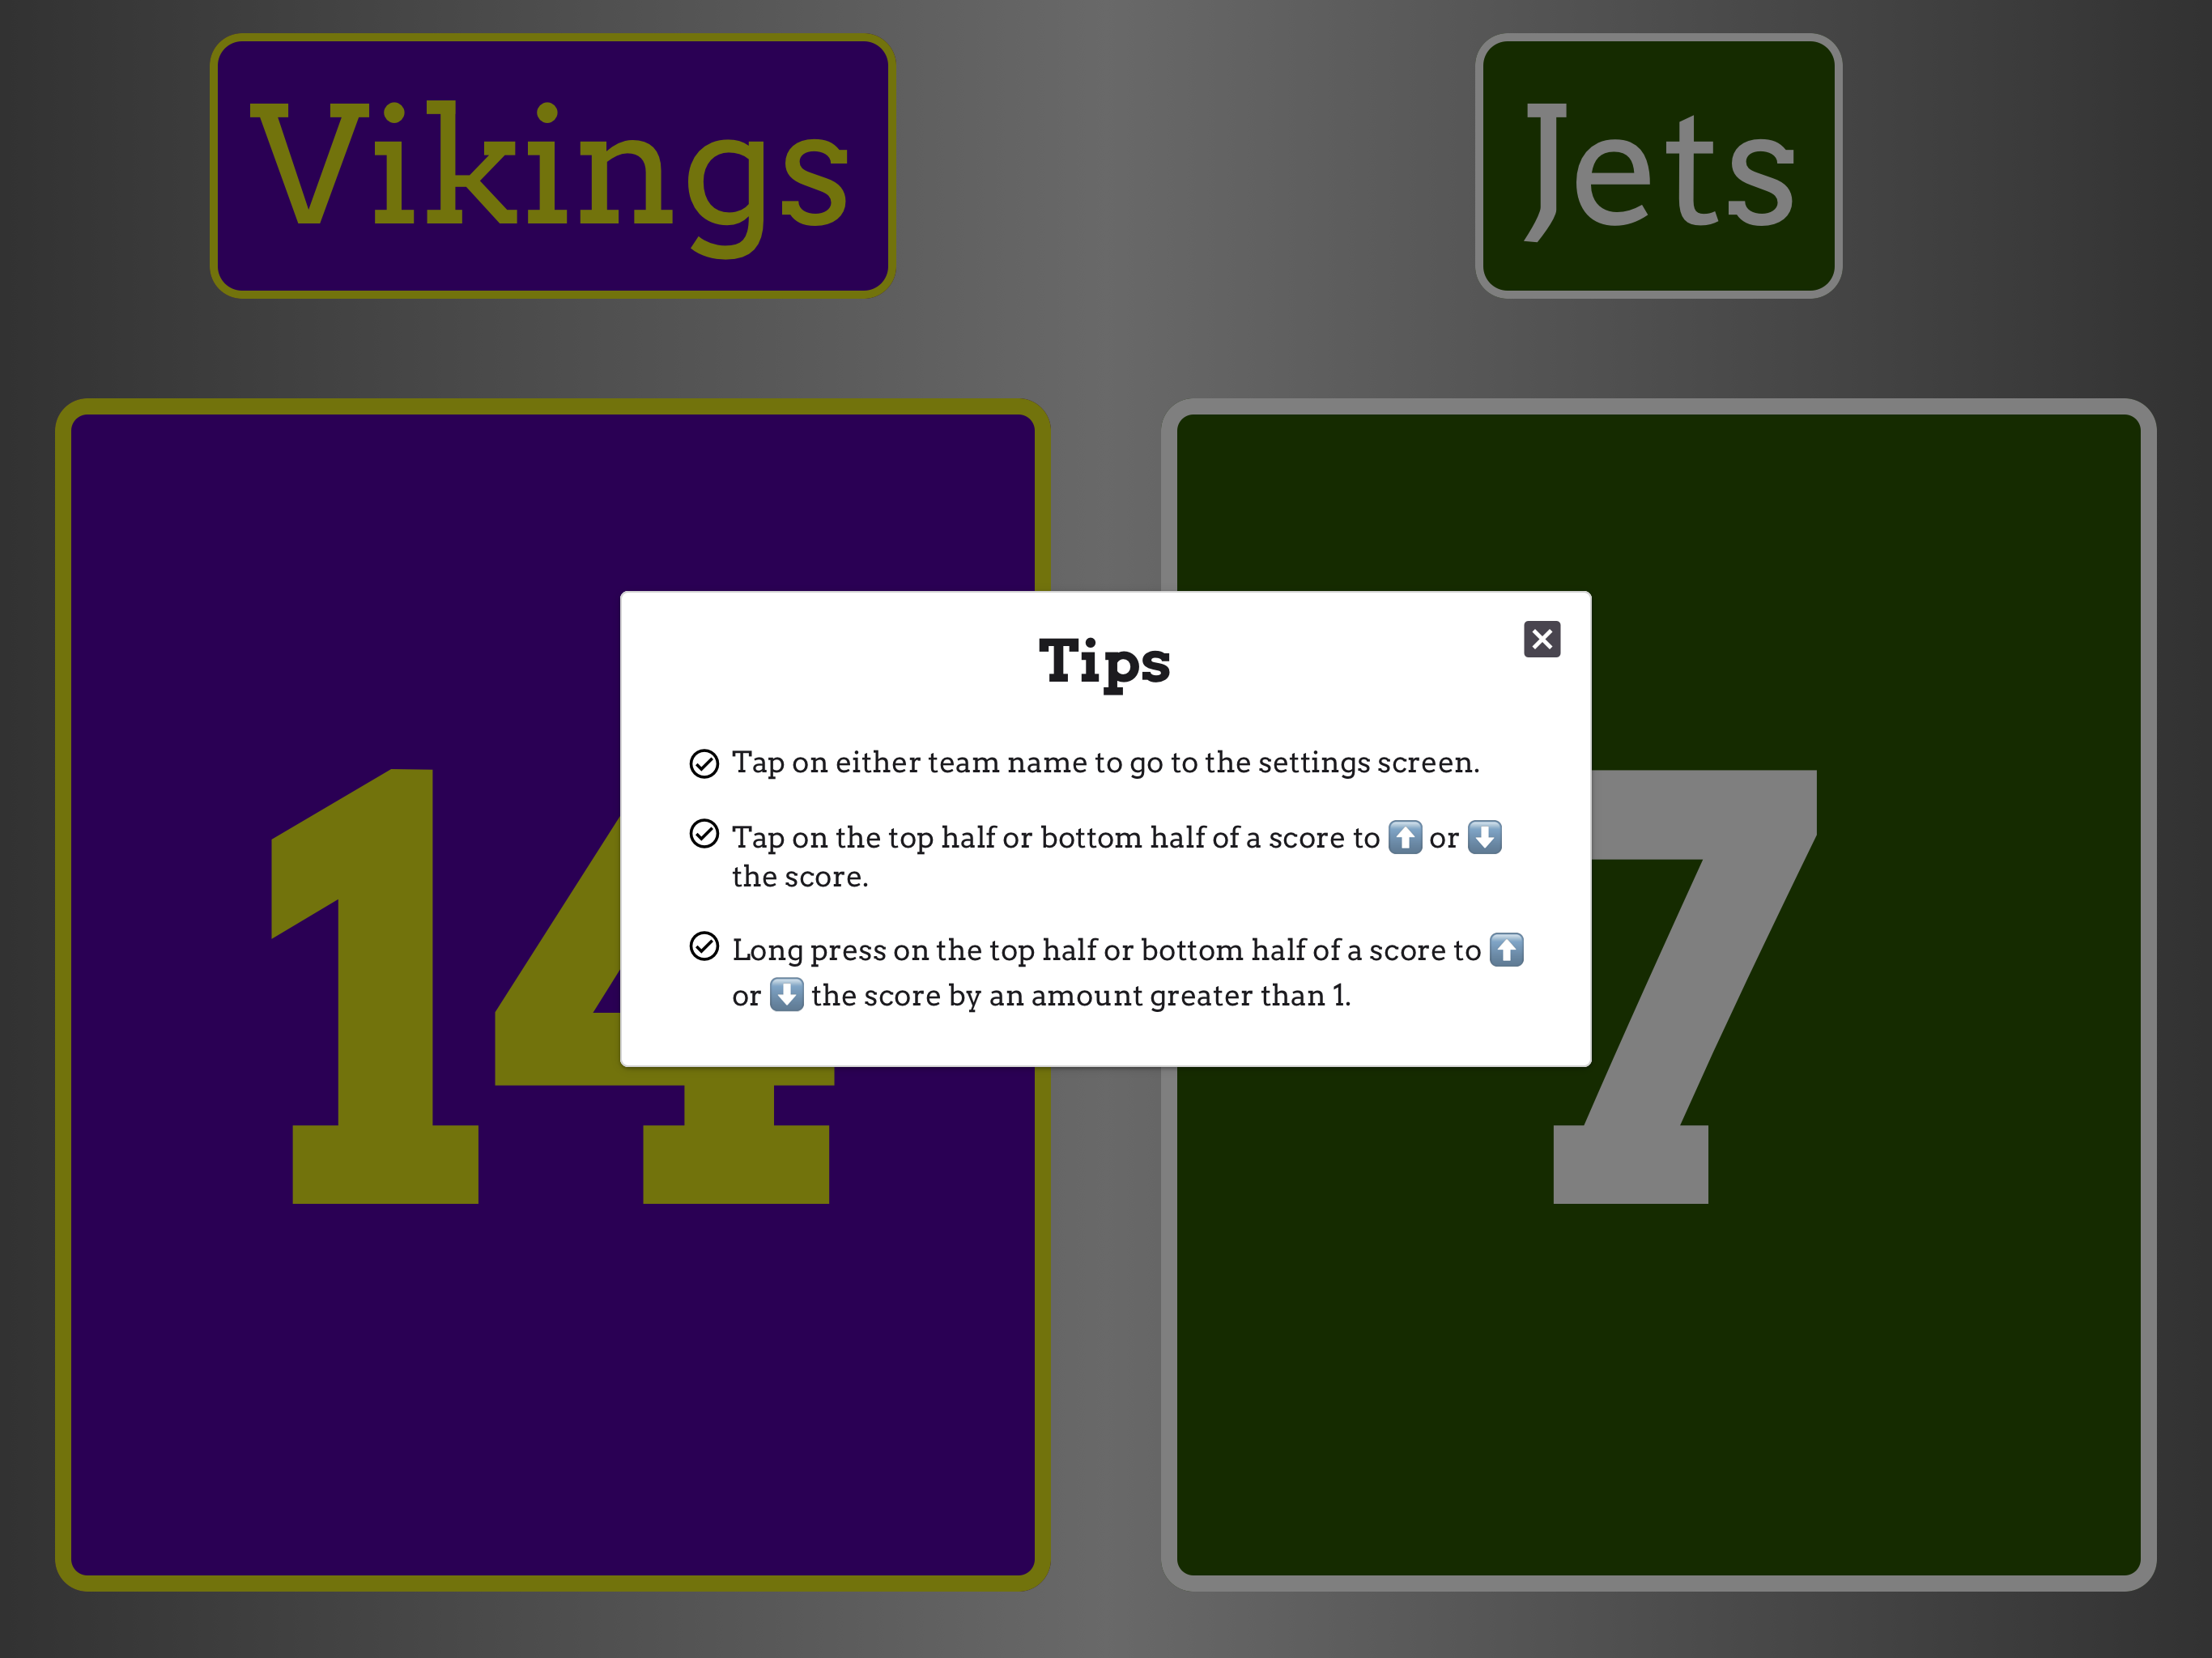 Vikings
Jets
14
7
Tips
Tap on either team name to go to the settings screen.
Tap on the top half or bottom half of a score to ⬆️ or ⬇️
the score.
Long press on the top half or bottom half of a score to ⬆️
or ⬇️ the score by an amount greater than 1.